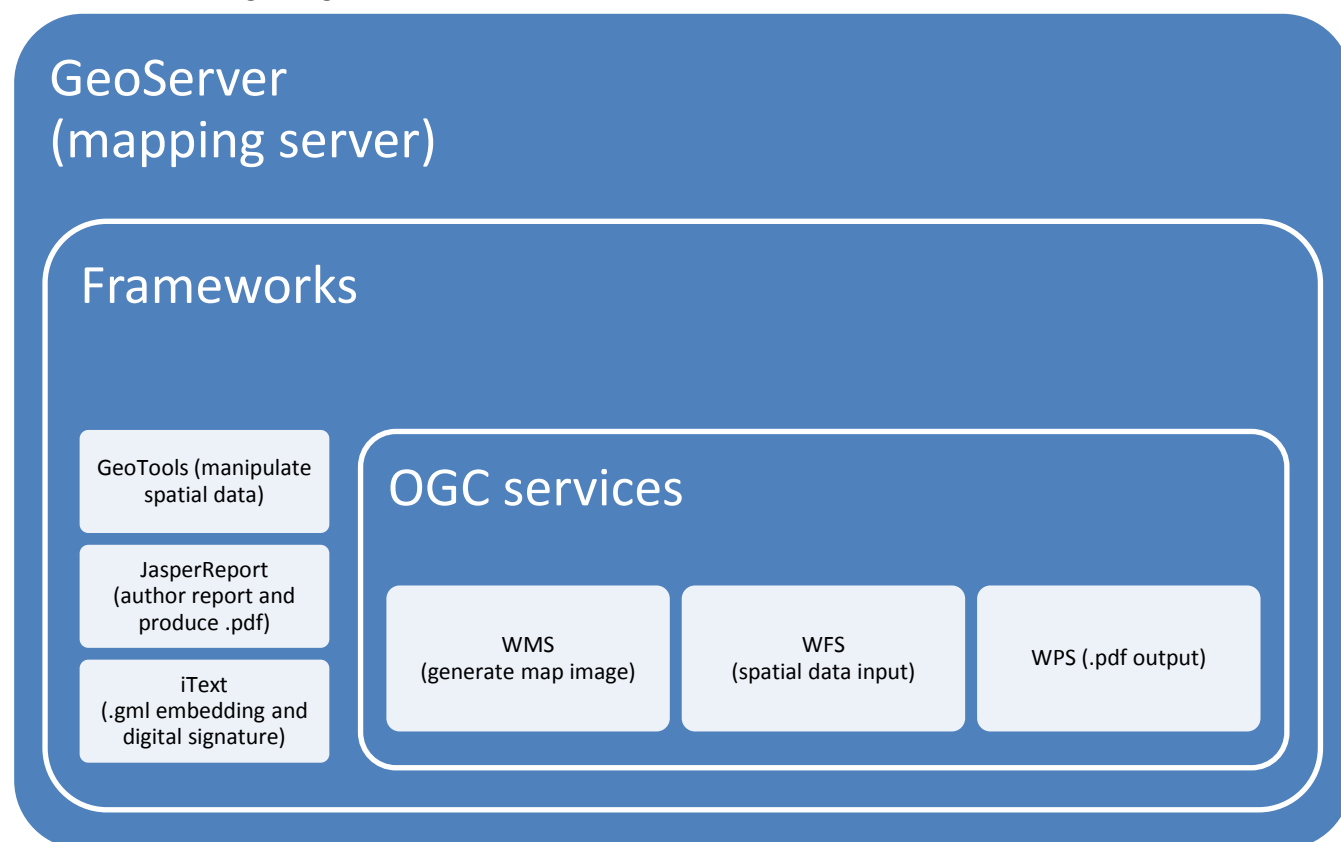 GeoServer
(mapping server)
Frameworks
GeoTools (manipulate
spatial data)
JasperReport
(author report and
produce .pdf)
iText
(.gml embedding and
digital signature)
OGC services
WMS
(generate map image)
WFS
(spatial data input)
WPS (.pdf output)